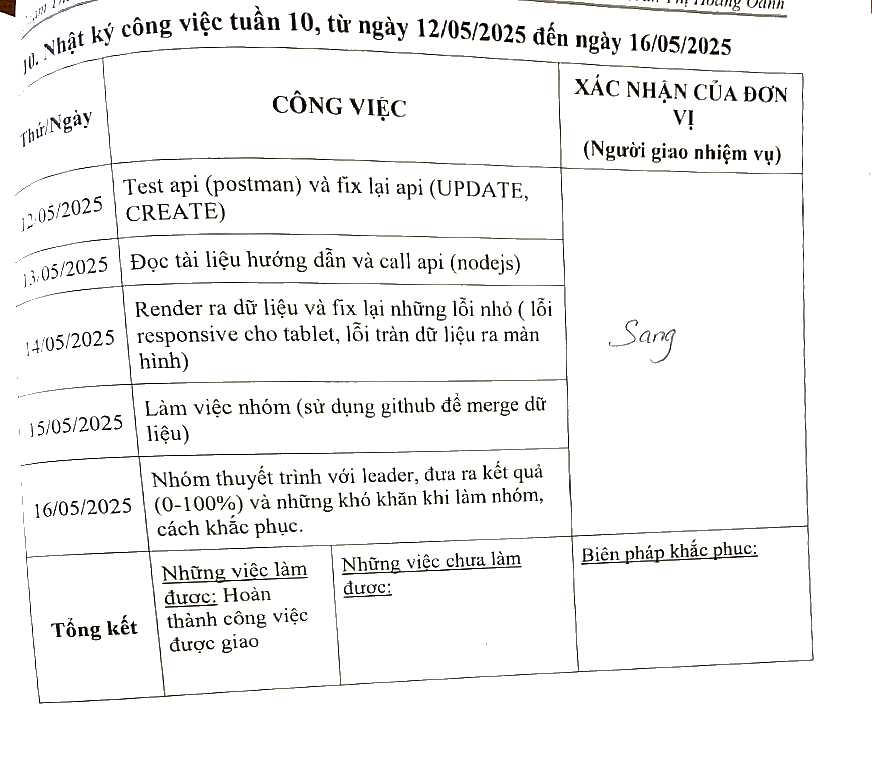 Thị Hoàng Oanh
10. Nhật ký công việc tuần 10, từ ngày 12/05/2025 đến ngày 16/05/2025
Thứ/Ngày
CÔNG VIỆC
XÁC NHẬN CỦA ĐƠN
VỊ
(Người giao nhiệm vụ)
12/05/2025
Test api (postman) và fix lại api (UPDATE,
CREATE)
13/05/2025
Đọc tài liệu hướng dẫn và call api (nodejs)
14/05/2025
Render ra dữ liệu và fix lại những lỗi nhỏ ( lỗi
responsive cho tablet, lỗi tràn dữ liệu ra màn
hình)
Sang
15/05/2025
Làm việc nhóm (sử dụng github để merge dữ
liệu)
16/05/2025
Nhóm thuyết trình với leader, đưa ra kết quả
(0-100%) và những khó khăn khi làm nhóm,
cách khắc phục.
Tổng kết
Những việc làm
được: Hoàn
thành công việc
được giao
Những việc chưa làm
được:
Biện pháp khắc phục: